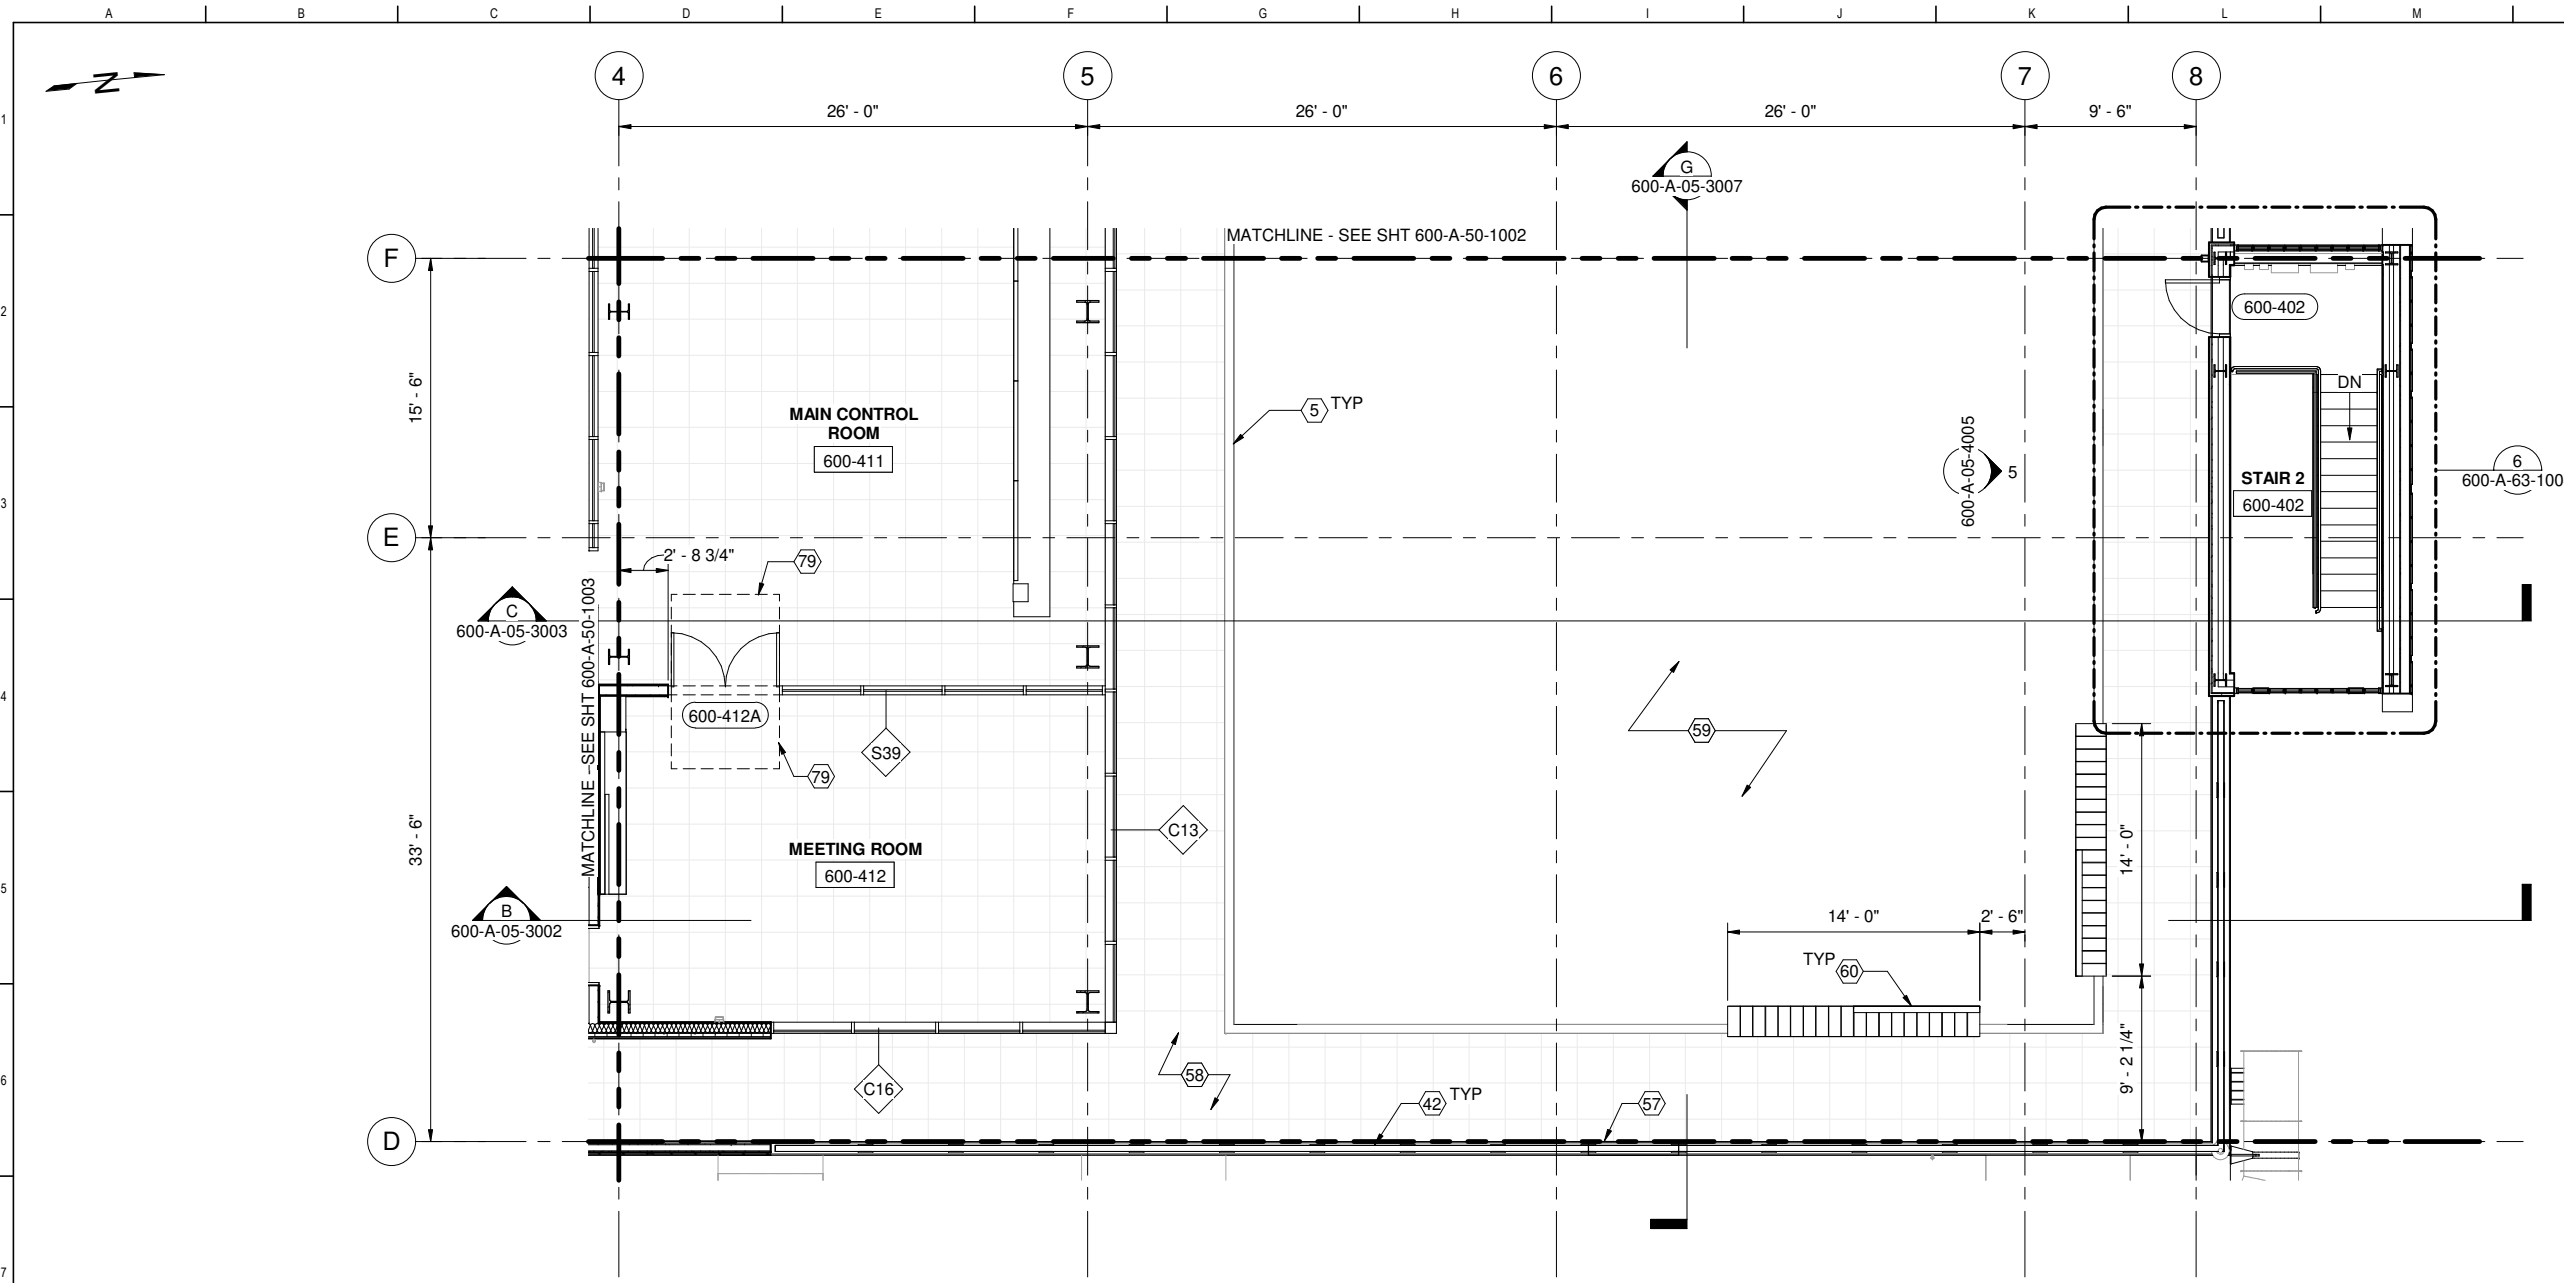 A B C D E F G H I J K L M
N
4 5 6 7 8
1
26' - 0" 26' - 0" 26' - 0" 9' - 6"
G
600-A-05-3007
MATCHLINE - SEE SHT 600-A-50-1002
F
2
600-402
15' - 6"
DN
5 TYP
MAIN CONTROL
ROOM
600-411
600-A-05-4005
5
6
600-A-63-100
STAIR 2
600-402
3
E
2' - 8 3/4"
79
MATCHLINE - SEE SHT 600-A-50-1003
C
600-A-05-3003
4
600-412A
S39
79
59
33' - 6"
C13
14' - 0"
MEETING ROOM
600-412
5
B
600-A-05-3002
14' - 0" 2' - 6"
TYP 60
58
C16
42 TYP
57
9' - 2 1/4"
6
D
7